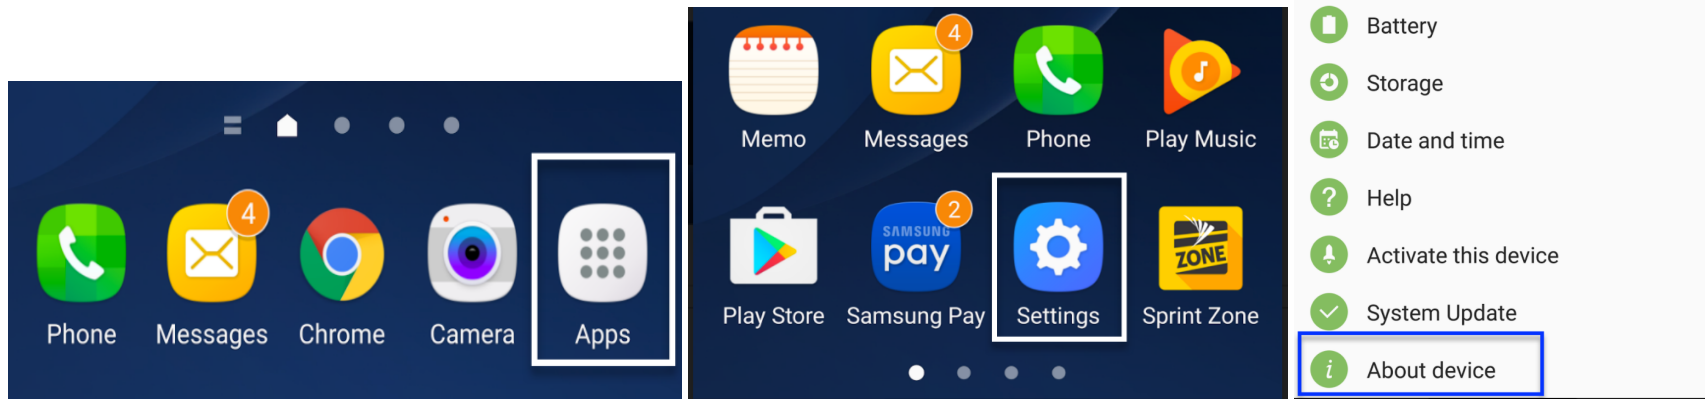 4
Phone
Messages
Chrome
Camera
Apps
4
Memo
Messages
Phone
Play Music
2
SAMSUNG
pay
ZONE
Play Store
Samsung Pay
Settings
Sprint Zone
Battery
Storage
Date and time
? Help
Activate this device
System Update
i About device